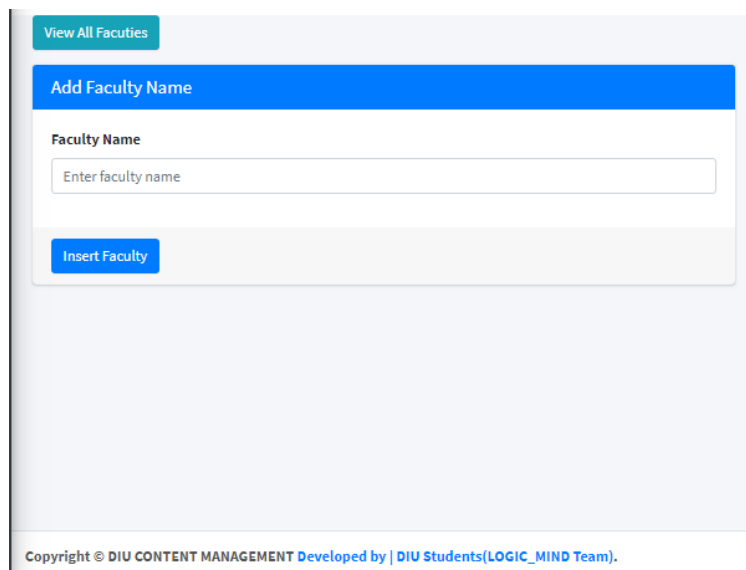 View All Facuties
Add Faculty Name
Faculty Name
Enter faculty name
Insert Faculty
Copyright © DIU CONTENT MANAGEMENT Developed by | DIU Students(LOGIC_MIND Team).